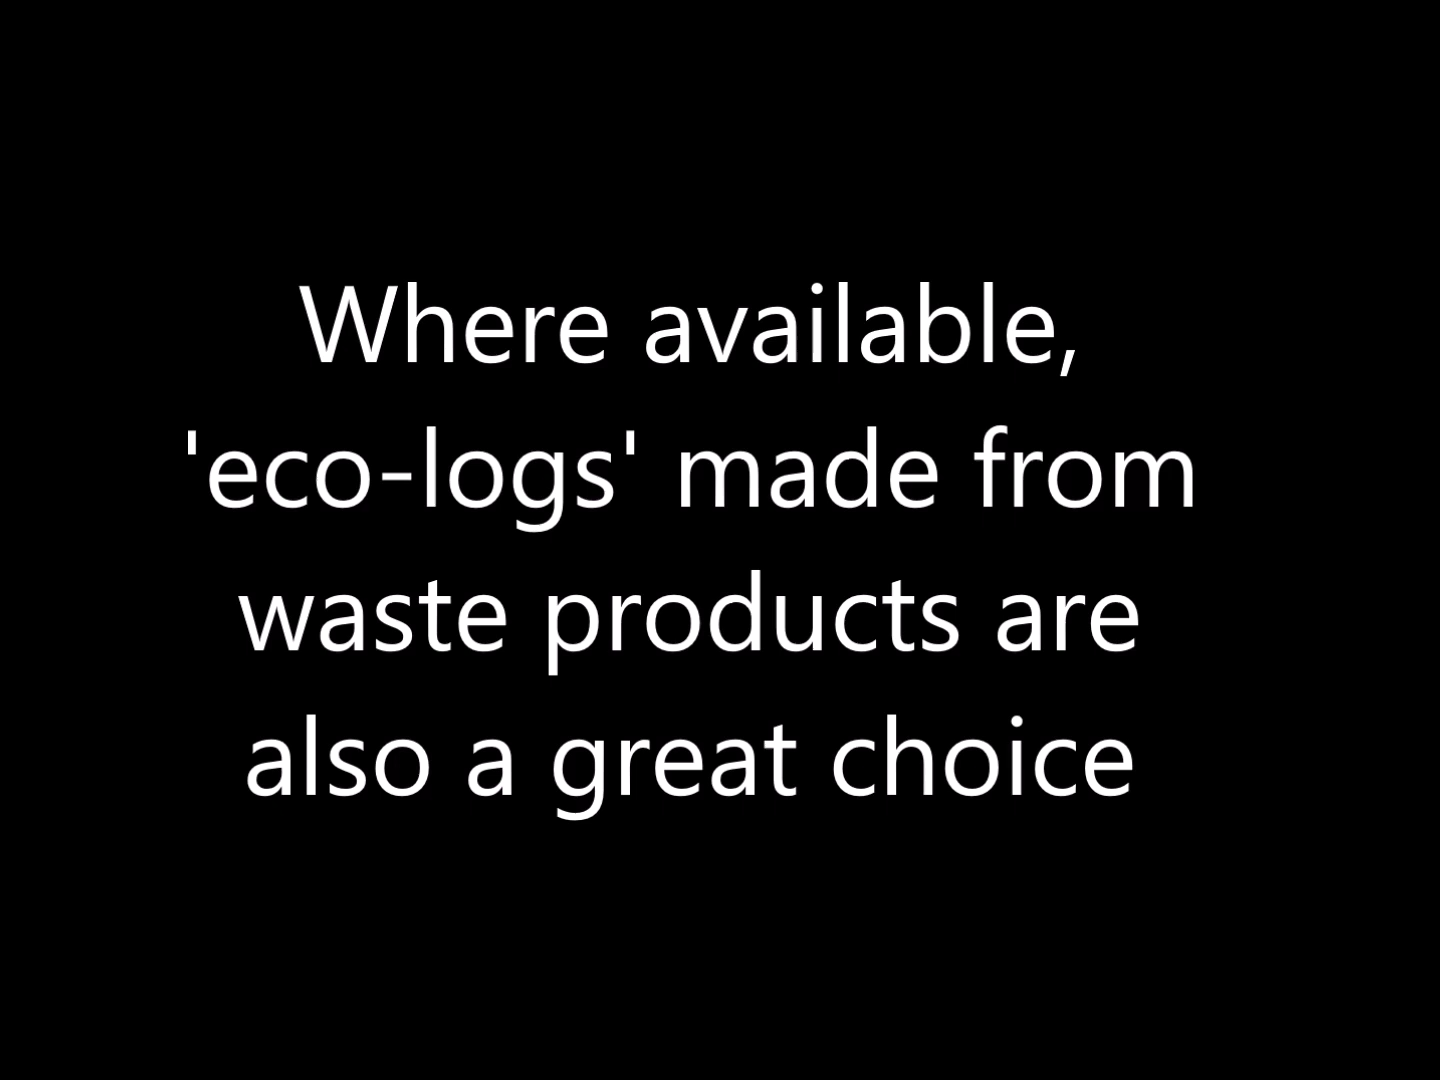 Where available,
'eco-logs' made from
waste products are
also a great choice